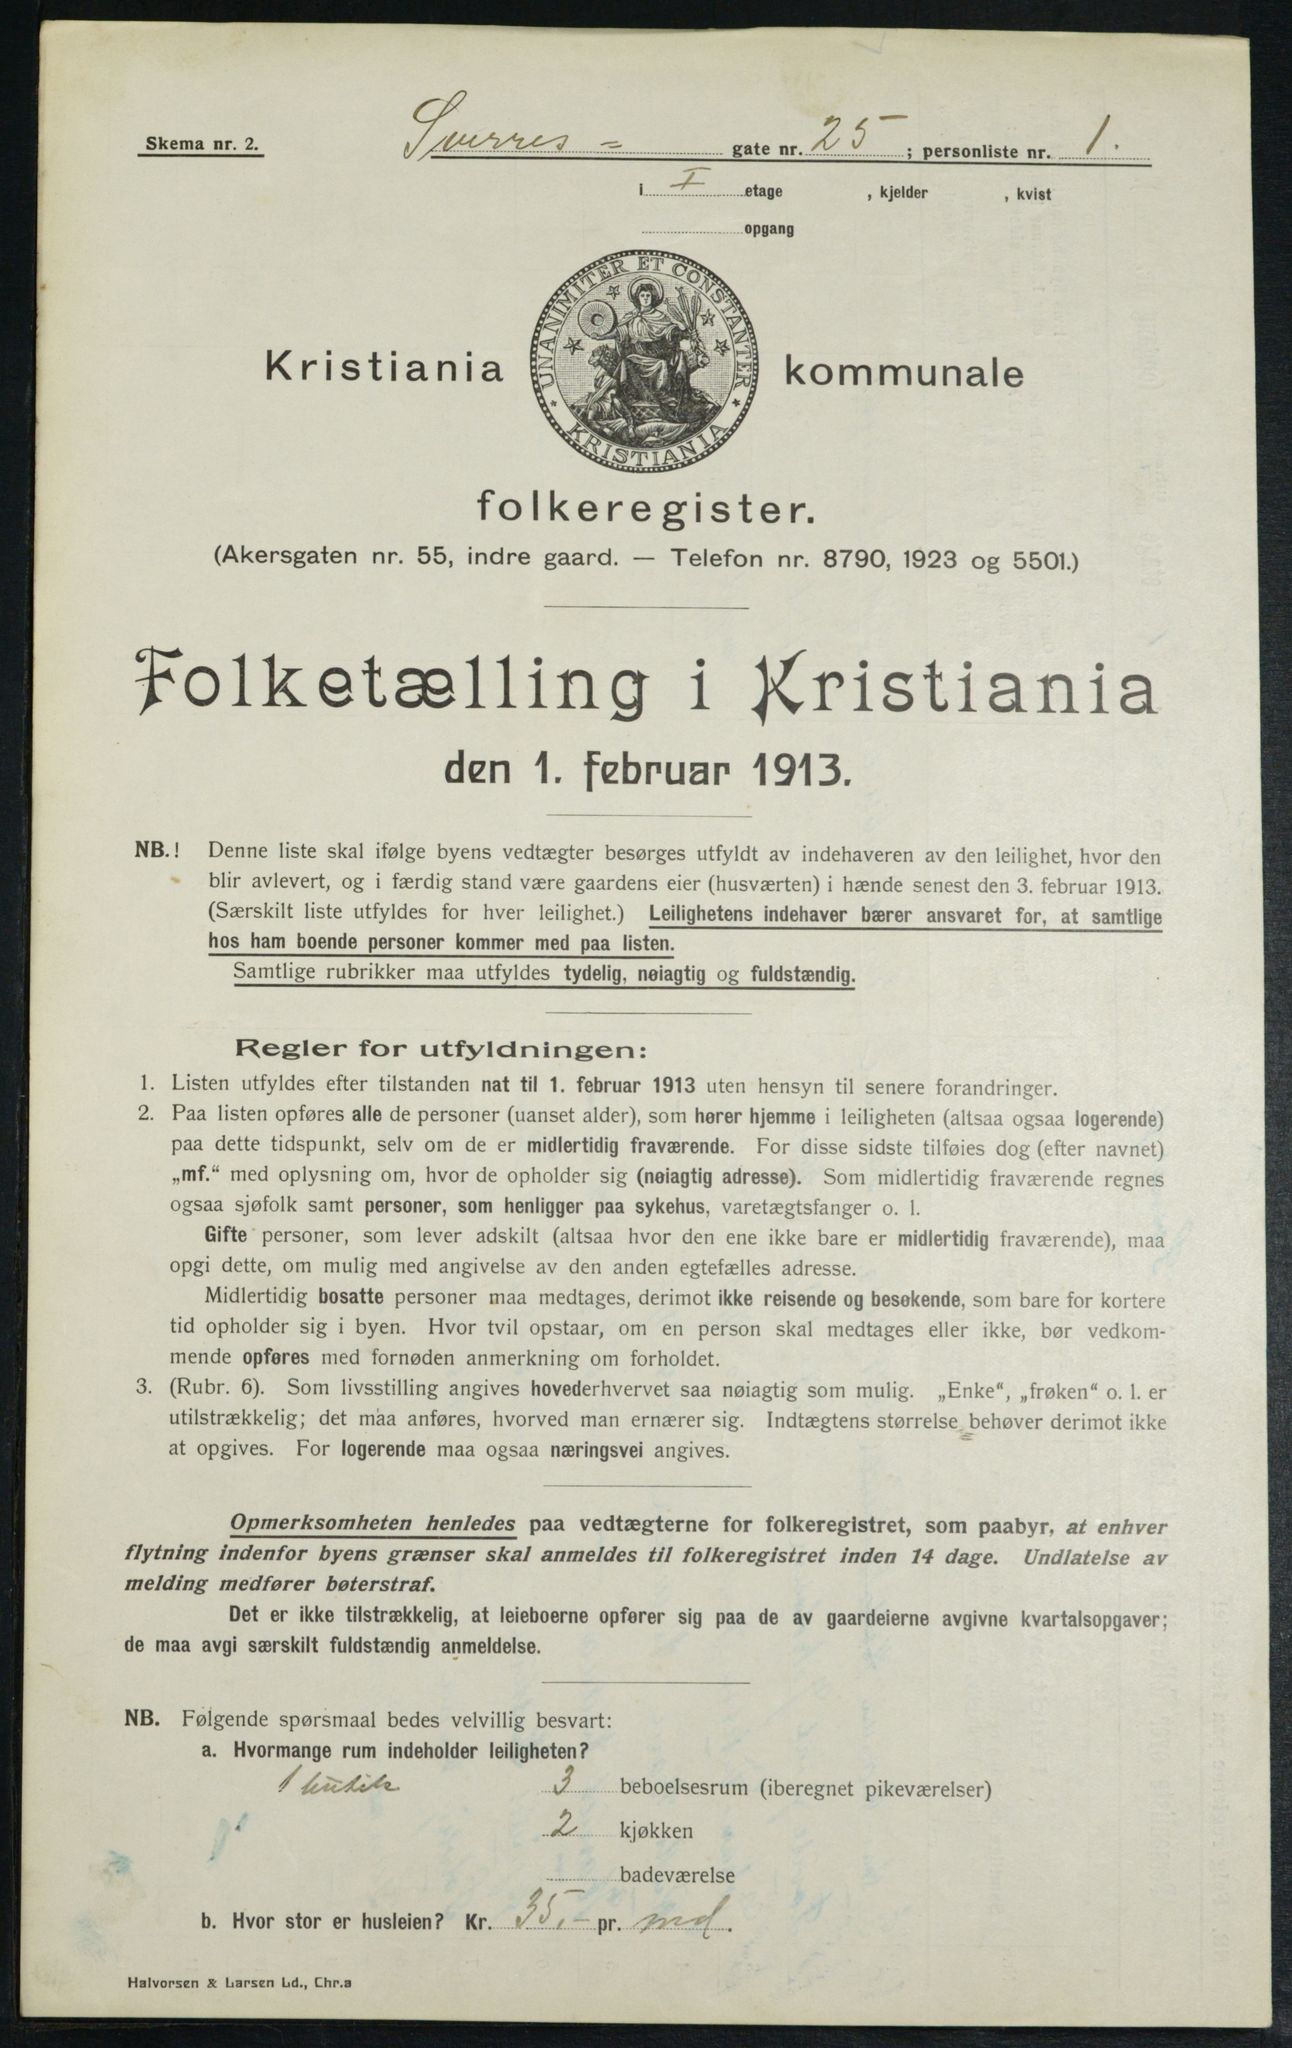 Skema nr. 2.
Sverres = gate nr. 25 ; personliste nr. 1.
i I etage , kjelder , kvist
opgang
UNANIMITER ET CONSTANTER
KRISTIANIA
Kristiania kommunale
folkeregister.
(Akersgaten nr. 55, indre gaard. — Telefon nr. 8790, 1923 og 5501.)
Folketælling i Kristiania
den 1. februar 1913.
NB.! Denne liste skal ifølge byens vedtægter besørges utfyldt av indehaveren av den leilighet, hvor den
blir avlevert, og i færdig stand være gaardens eier (husværten) i hænde senest den 3. februar 1913.
(Særskilt liste utfyldes for hver leilighet.) Leilighetens indehaver bærer ansvaret for, at samtlige
hos ham boende personer kommer med paa listen.
Samtlige rubrikker maa utfyldes tydelig, nøiagtig og fuldstændig.
Regler for utfyldningen:
1. Listen utfyldes efter tilstanden nat til 1. februar 1913 uten hensyn til senere forandringer.
2. Paa listen opføres alle de personer (uanset alder), som hører hjemme i leiligheten (altsaa ogsaa logerende)
paa dette tidspunkt, selv om de er midlertidig fraværende. For disse sidste tilføies dog (efter navnet)
„mf.“ med oplysning om, hvor de opholder sig (nøiagtig adresse). Som midlertidig fraværende regnes
ogsaa sjøfolk samt personer, som henligger paa sykehus, varetægtsfanger o. l.
Gifte personer, som lever adskilt (altsaa hvor den ene ikke bare er midlertidig fraværende), maa
opgi dette, om mulig med angivelse av den anden egtefælles adresse.
Midlertidig bosatte personer maa medtages, derimot ikke reisende og besøkende, som bare for kortere
tid opholder sig i byen. Hvor tvil opstaar, om en person skal medtages eller ikke, bør vedkom-
mende opføres med fornøden anmerkning om forholdet.
3. (Rubr. 6). Som livsstilling angives hovederhvervet saa nøiagtig som mulig. „Enke“, „frøken“ o. l. er
utilstrækkelig; det maa anføres, hvorved man ernærer sig. Indtægtens størrelse behøver derimot ikke
at opgives. For logerende maa ogsaa næringsvei angives.
Opmerksomheten henledes paa vedtægterne for folkeregistret, som paabyr, at enhver
flytning indenfor byens grænser skal anmeldes til folkeregistret inden 14 dage. Undlatelse av
melding medfører bøterstraf.
Det er ikke tilstrækkelig, at leieboerne opfører sig paa de av gaardeierne avgivne kvartalsopgaver;
de maa avgi særskilt fuldstændig anmeldelse.
NB. Følgende spørsmaal bedes velvillig besvart:
a. Hvormange rum indeholder leiligheten?
1 butik 3 beboelsesrum (iberegnet pikeværelser)
2 kjøkken
badeværelse
b. Hvor stor er husleien? Kr. 35,- pr. md.
Halvorsen & Larsen Ld., Chr.a